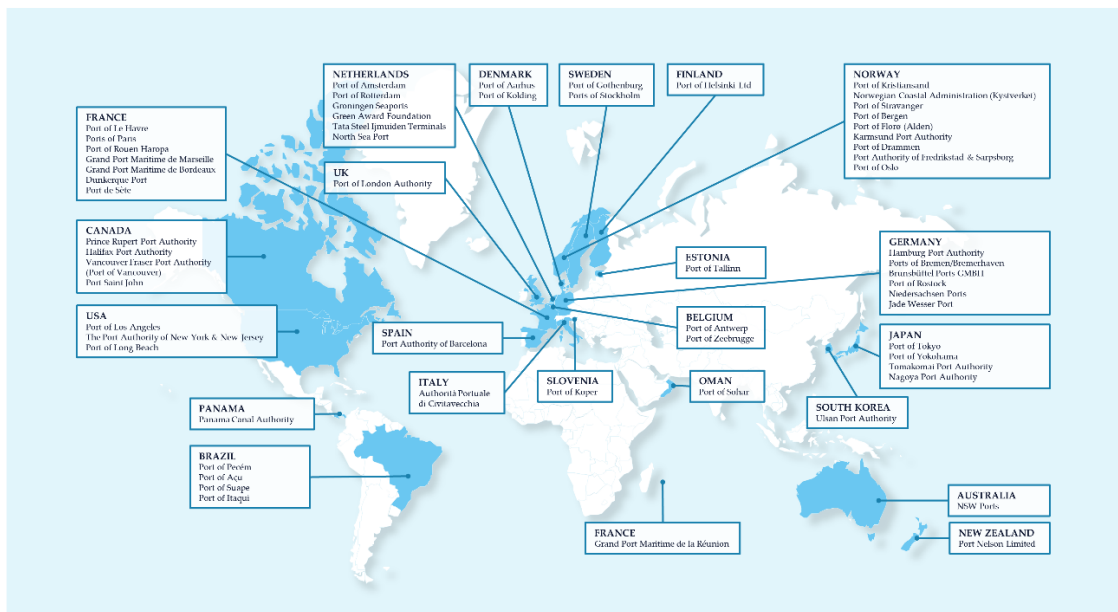 NETHERLANDS
Port of Amsterdam
Port of Rotterdam
Groningen Seaports
Green Award Foundation
Tata Steel Ijmuiden Terminals
North Sea Port
DENMARK
Port of Aarhus
Port of Kolding
SWEDEN
Port of Gothenburg
Ports of Stockholm
FINLAND
Port of Helsinki Ltd
NORWAY
Port of Kristiansand
Norwegian Coastal Administration (Kystverket)
Port of Stravanger
Port of Bergen
Port of Florø (Alden)
Karmsund Port Authority
Port of Drammen
Port Authority of Fredrikstad & Sarpsborg
Port of Oslo
FRANCE
Port of Le Havre
Ports of Paris
Port of Rouen Haropa
Grand Port Maritime de Marseille
Grand Port Maritime de Bordeaux
Dunkerque Port
Port de Sète
UK
Port of London Authority
CANADA
Prince Rupert Port Authority
Halifax Port Authority
Vancouver Fraser Port Authority
(Port of Vancouver)
Port Saint John
ESTONIA
Port of Tallinn
GERMANY
Hamburg Port Authority
Ports of Bremen/Bremerhaven
Brunsbüttel Ports GMBH
Port of Rostock
Niedersachsen Ports
Jade Wesser Port
USA
Port of Los Angeles
The Port Authority of New York & New Jersey
Port of Long Beach
SPAIN
Port Authority of Barcelona
BELGIUM
Port of Antwerp
Port of Zeebrugge
JAPAN
Port of Tokyo
Port of Yokohama
Tomakomai Port Authority
Nagoya Port Authority
ITALY
Authorità Portuale
di Civitavecchia
SLOVENIA
Port of Koper
OMAN
Port of Sohar
SOUTH KOREA
Ulsan Port Authority
PANAMA
Panama Canal Authority
BRAZIL
Port of Pecém
Port of Açu
Port of Suape
Port of Itaqui
AUSTRALIA
NSW Ports
FRANCE
Grand Port Maritime de la Réunion
NEW ZEALAND
Port Nelson Limited